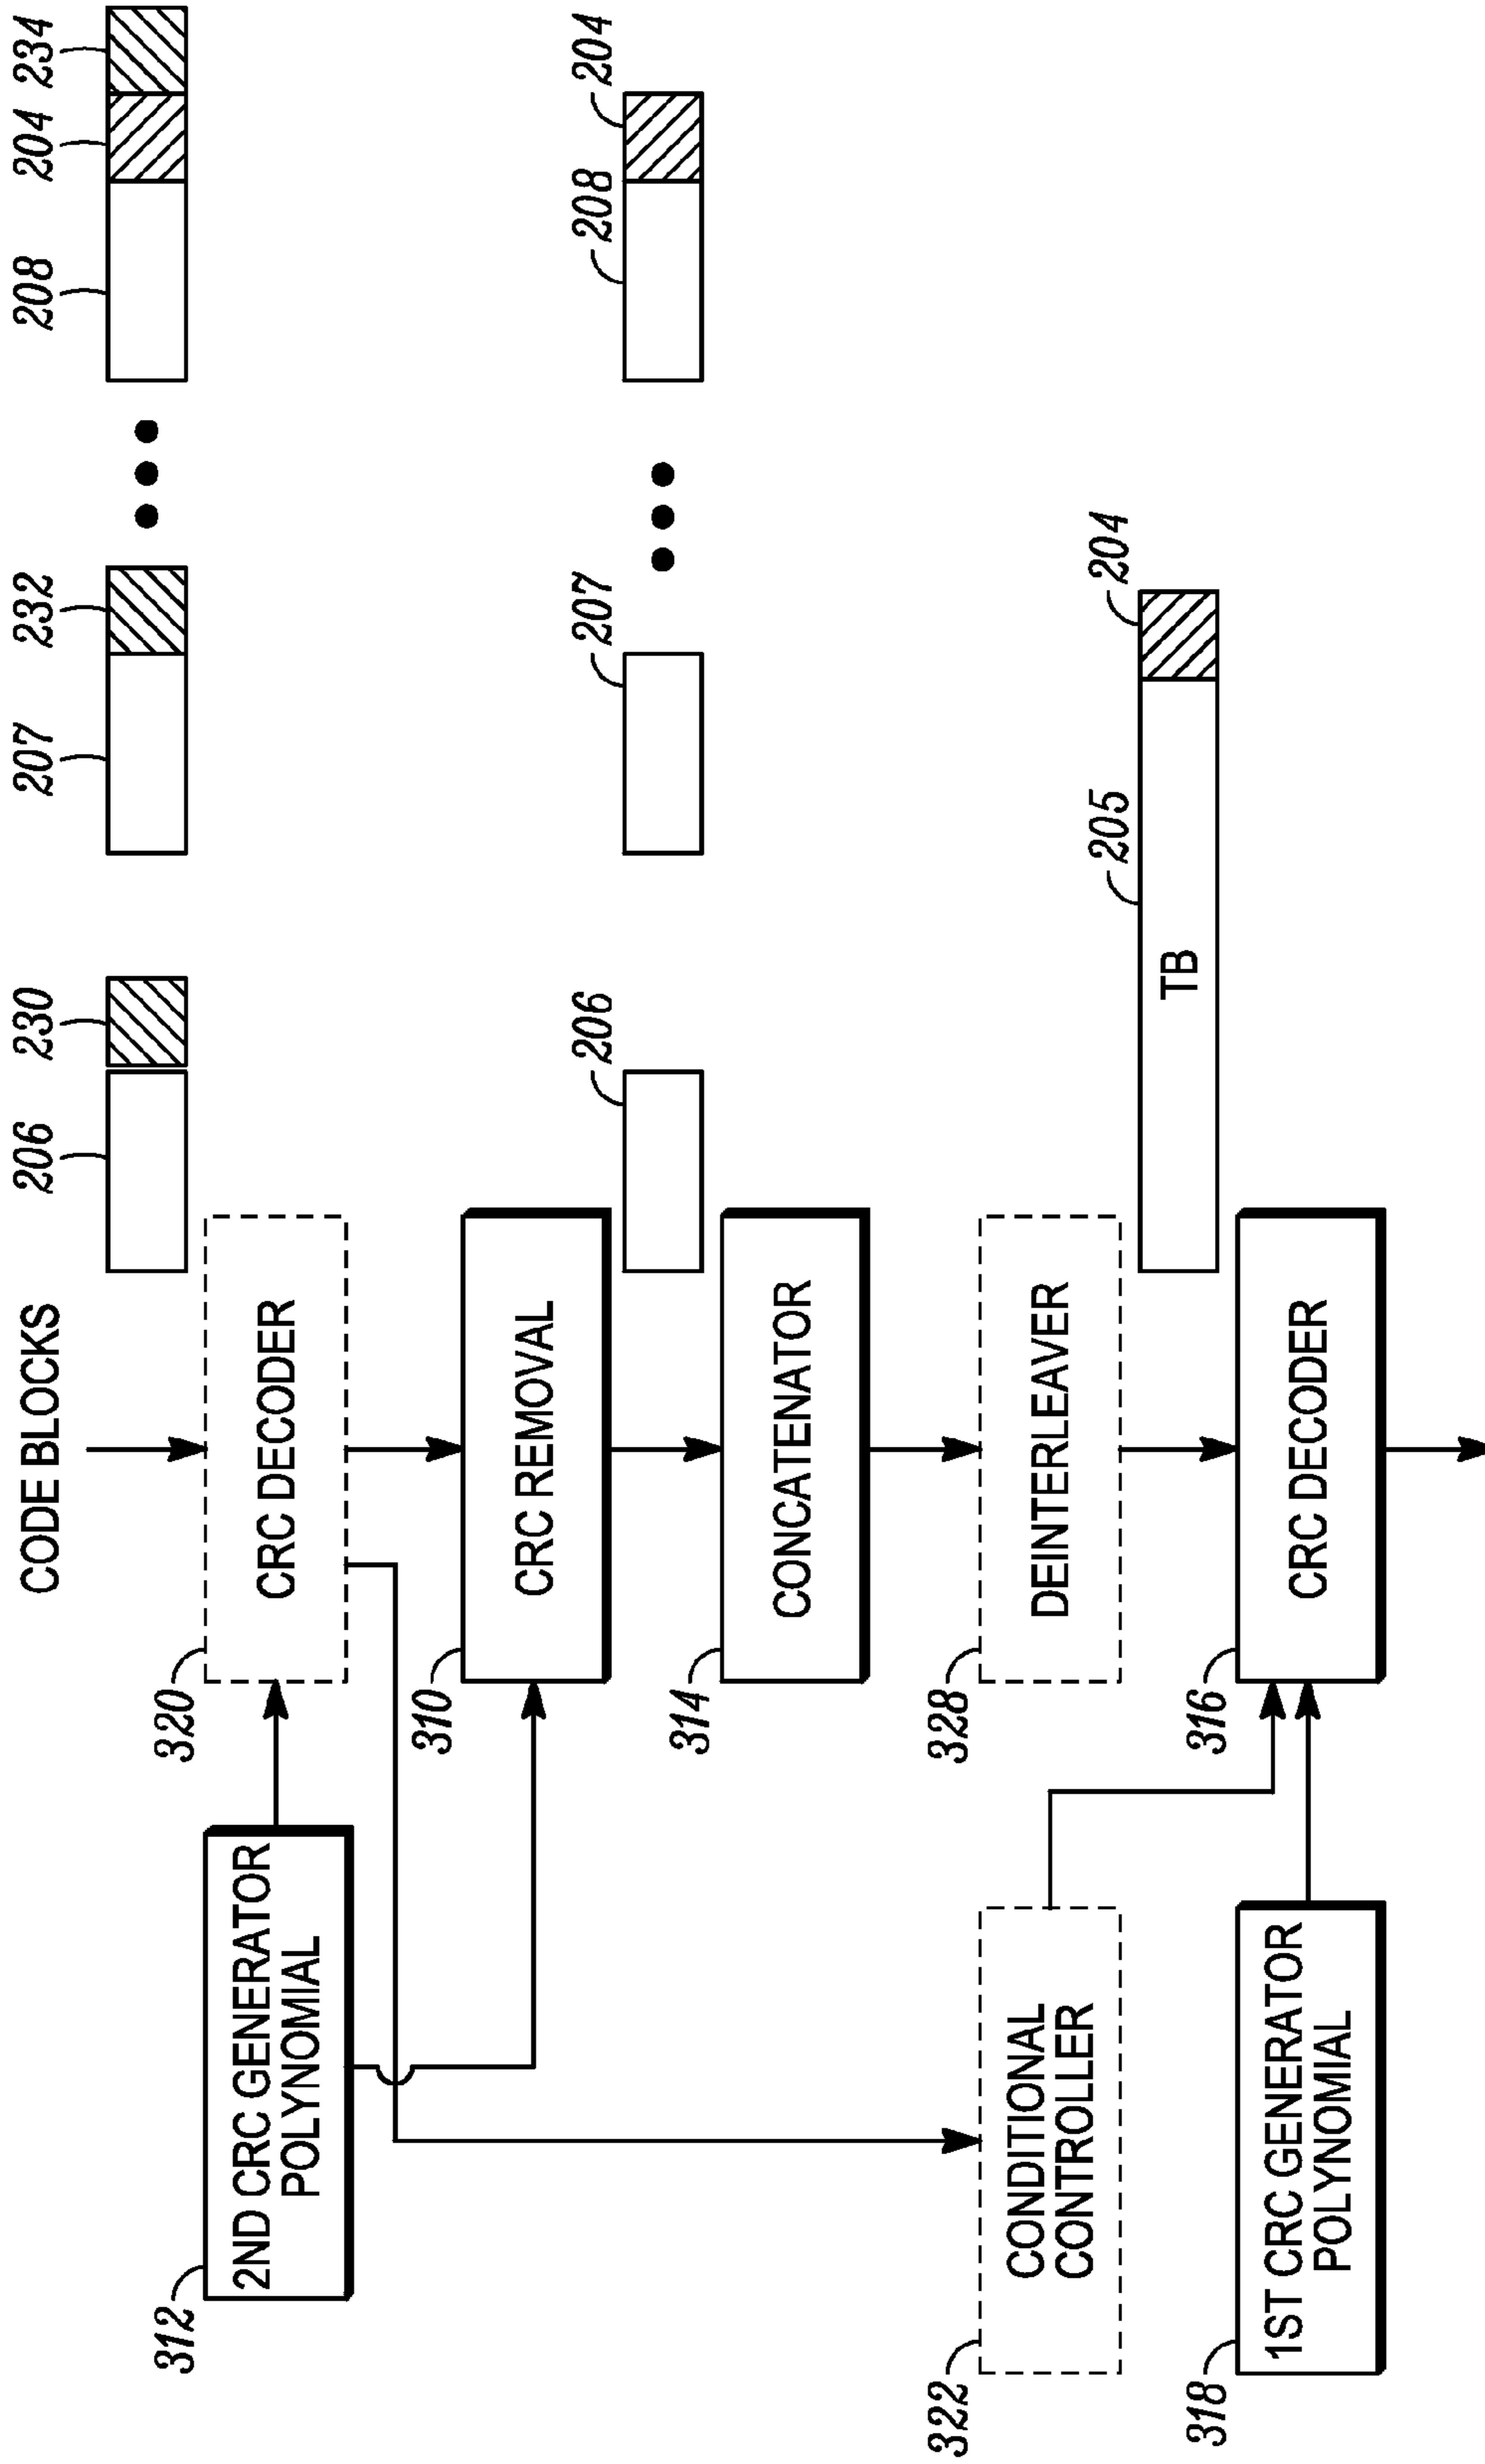 CODE BLOCKS
206
230
207
232
208
204
234
312
2ND CRC GENERATOR
POLYNOMIAL
320
CRC DECODER
310
CRC REMOVAL
206
207
208
204
314
CONCATENATOR
322
CONDITIONAL
CONTROLLER
328
DEINTERLEAVER
205
204
TB
318
1ST CRC GENERATOR
POLYNOMIAL
316
CRC DECODER